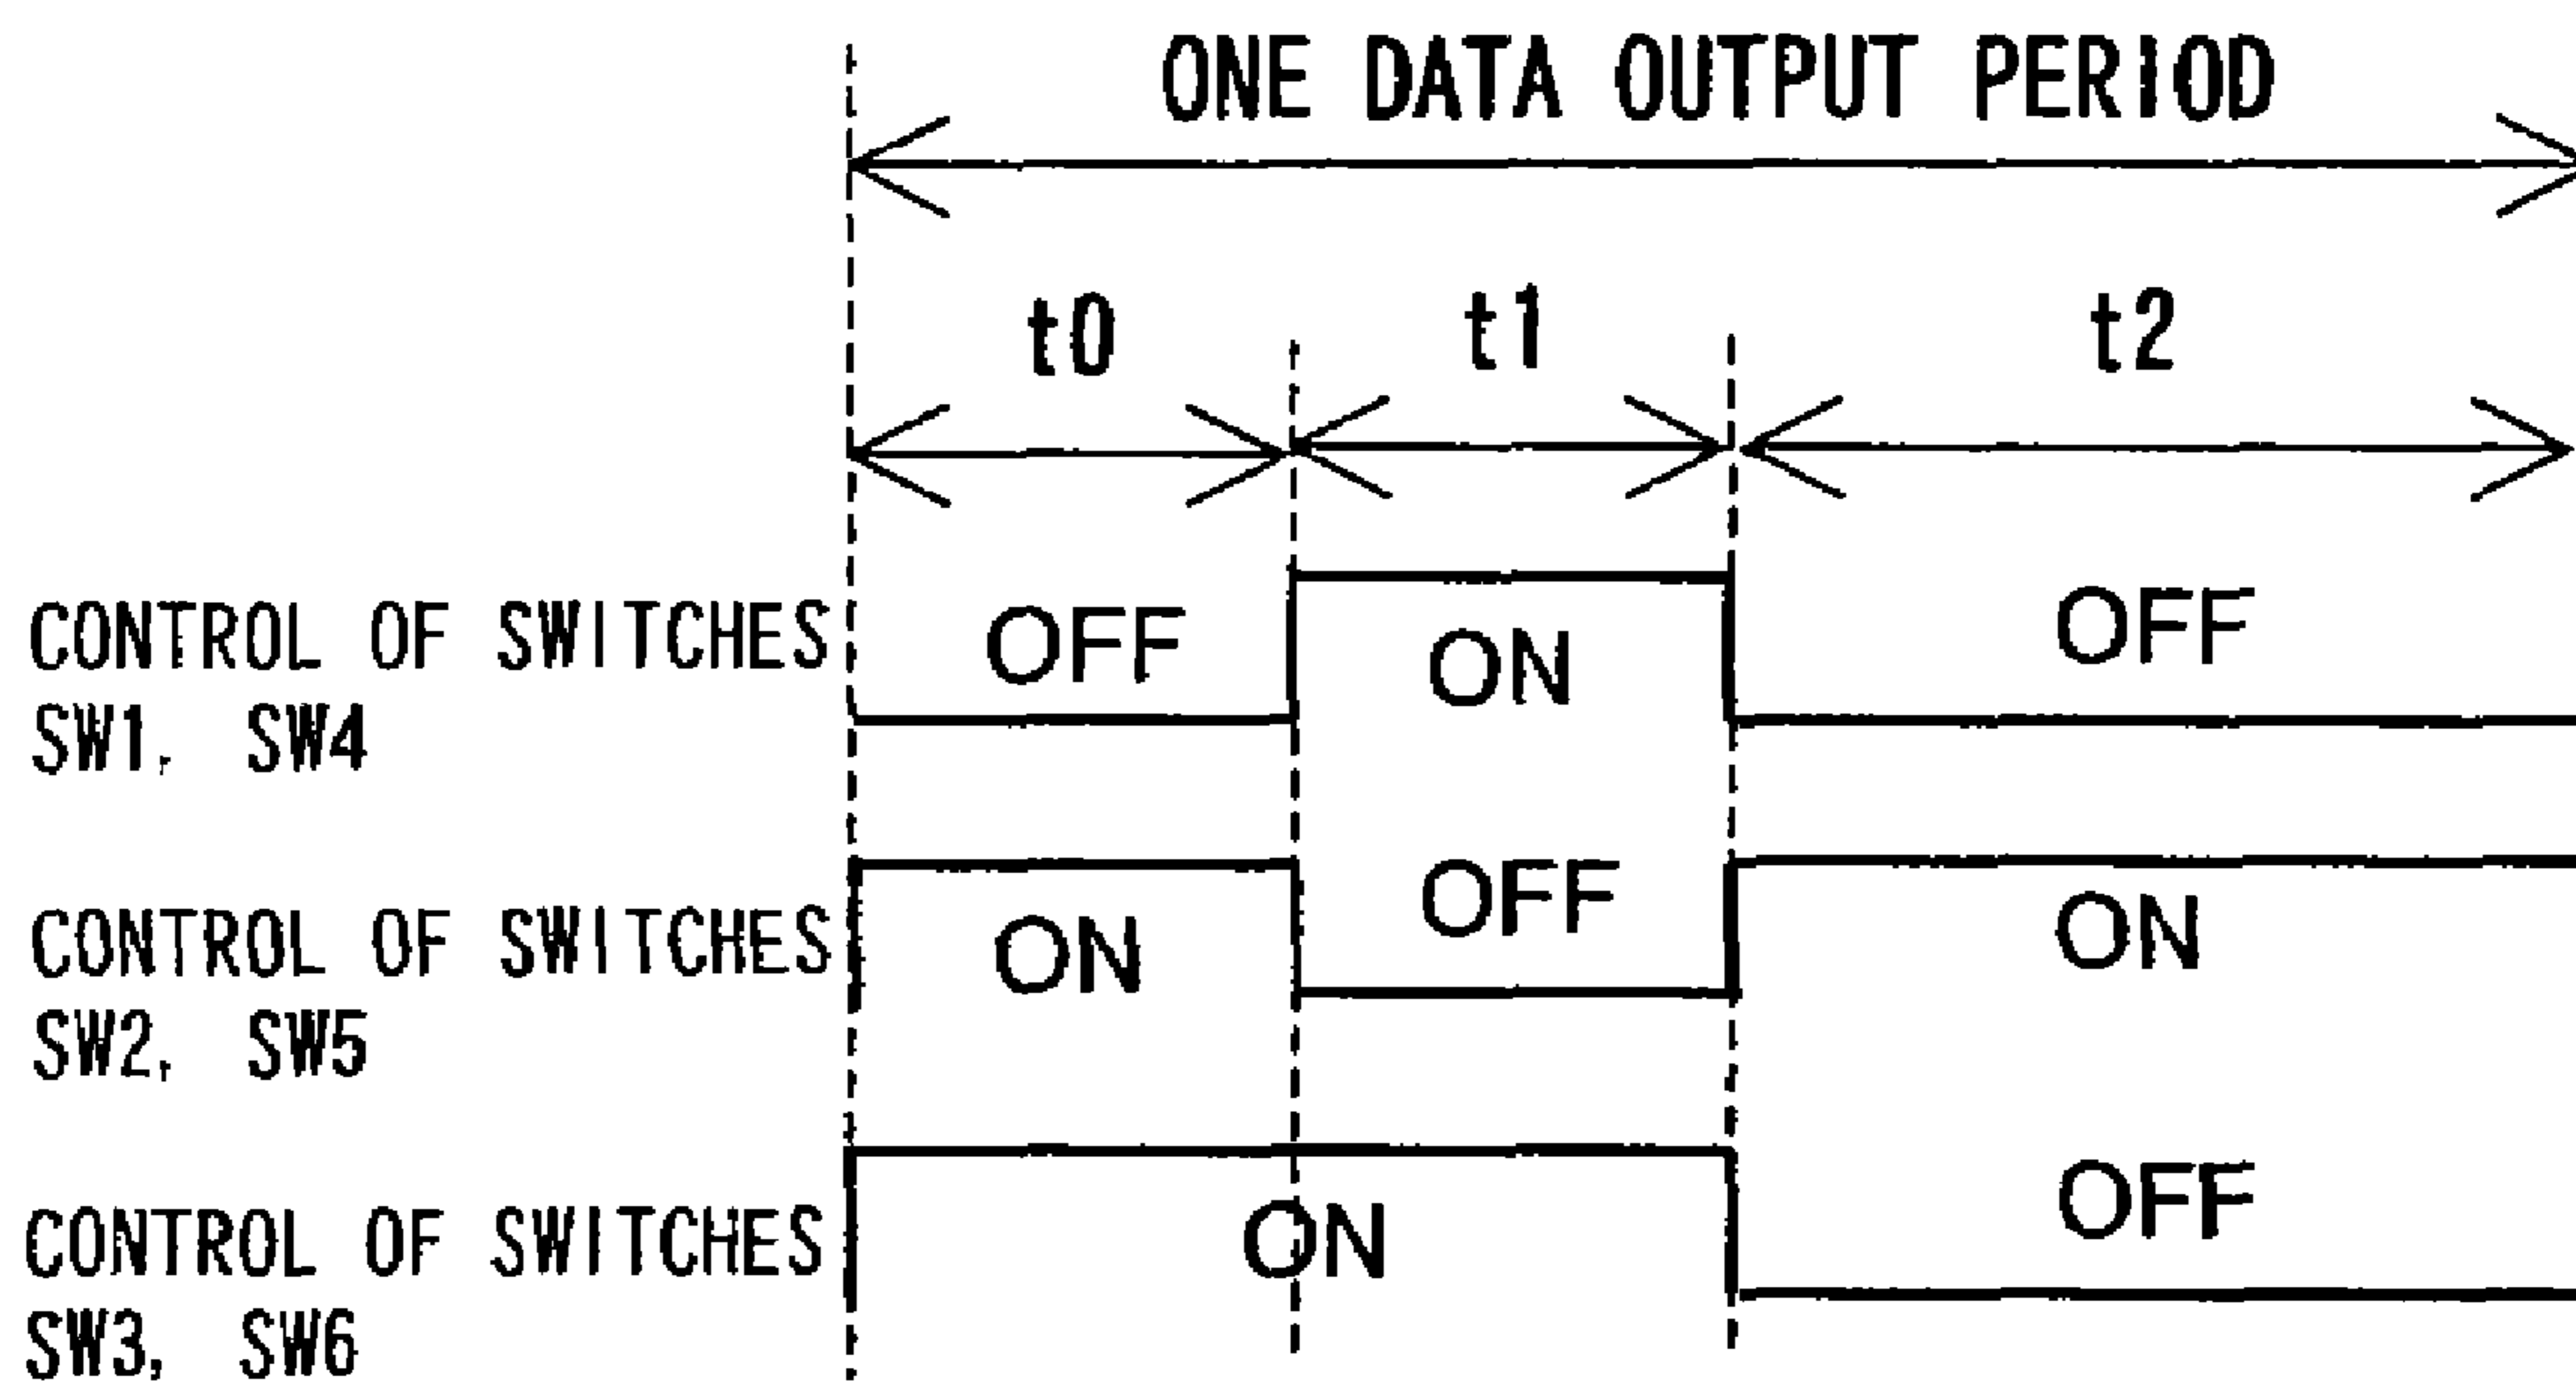 ONE DATA OUTPUT PERIOD
t0
t1
t2
CONTROL OF SWITCHES
SW1, SW4
OFF
ON
OFF
CONTROL OF SWITCHES
SW2, SW5
ON
OFF
ON
CONTROL OF SWITCHES
SW3, SW6
ON
OFF